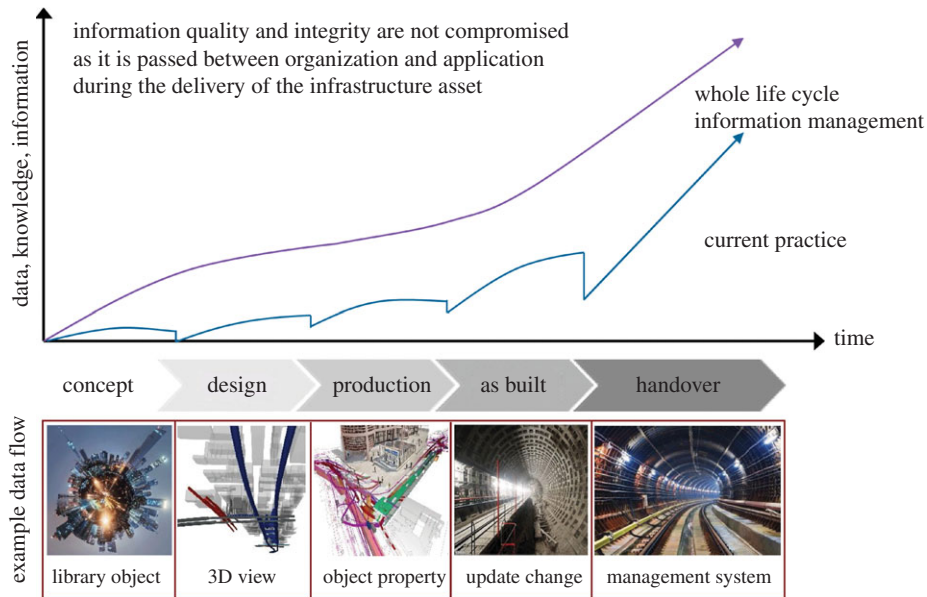 information quality and integrity are not compromised
as it is passed between organization and application
during the delivery of the infrastructure asset
data, knowledge, information
whole life cycle
information management
current practice
time
concept
design
production
as built
handover
example data flow
library object
3D view
object property
update change
management system